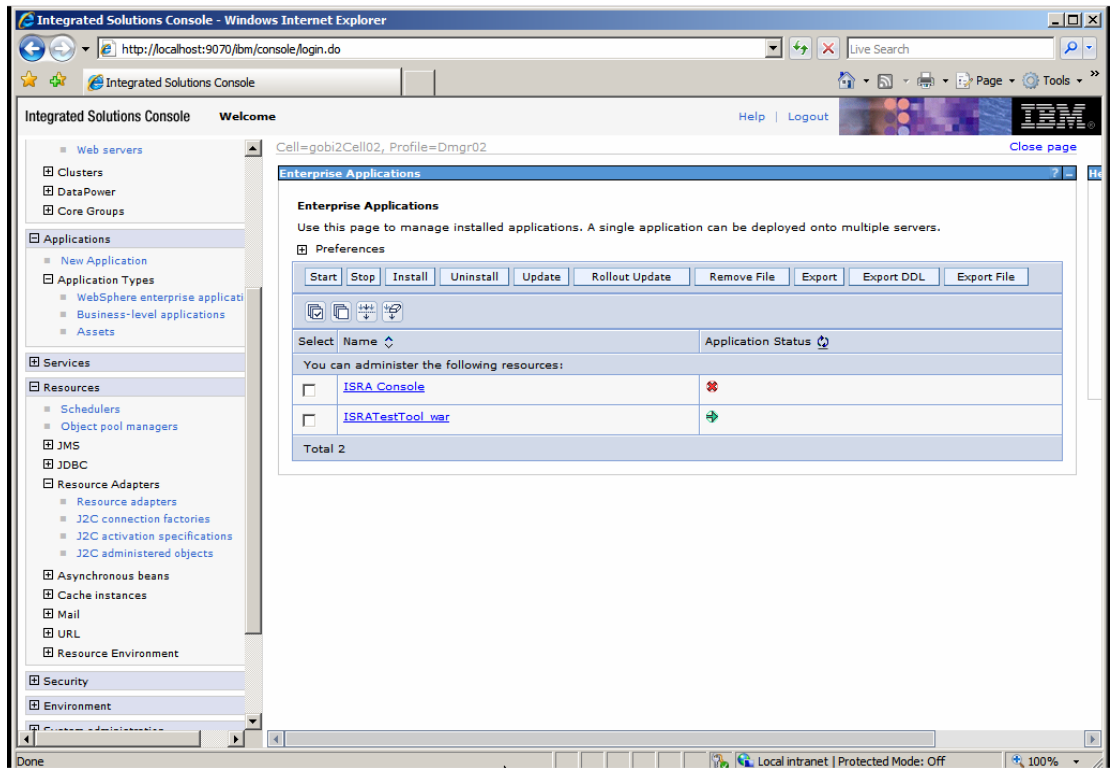 Integrated Solutions Console - Windows Internet Explorer
http://localhost:9070/ibm/console/login.do
Live Search
Integrated Solutions Console
Page
Tools
»
Integrated Solutions Console Welcome
Help | Logout
IBM®
Web servers
Clusters
DataPower
Core Groups
Applications
New Application
Application Types
WebSphere enterprise applicati
Business-level applications
Assets
Services
Resources
Schedulers
Object pool managers
JMS
JDBC
Resource Adapters
Resource adapters
J2C connection factories
J2C activation specifications
J2C administered objects
Asynchronous beans
Cache instances
Mail
URL
Resource Environment
Security
Environment
System administration
Cell=gobi2Cell02, Profile=Dmgr02
Close page
Enterprise Applications
? –
He
Enterprise Applications
Use this page to manage installed applications. A single application can be deployed onto multiple servers.
Preferences
Start Stop Install Uninstall Update Rollout Update Remove File Export Export DDL Export File
Select Name Application Status
You can administer the following resources:
ISRA Console
ISRATestTool_war
Total 2
Done
Local intranet | Protected Mode: Off
100%